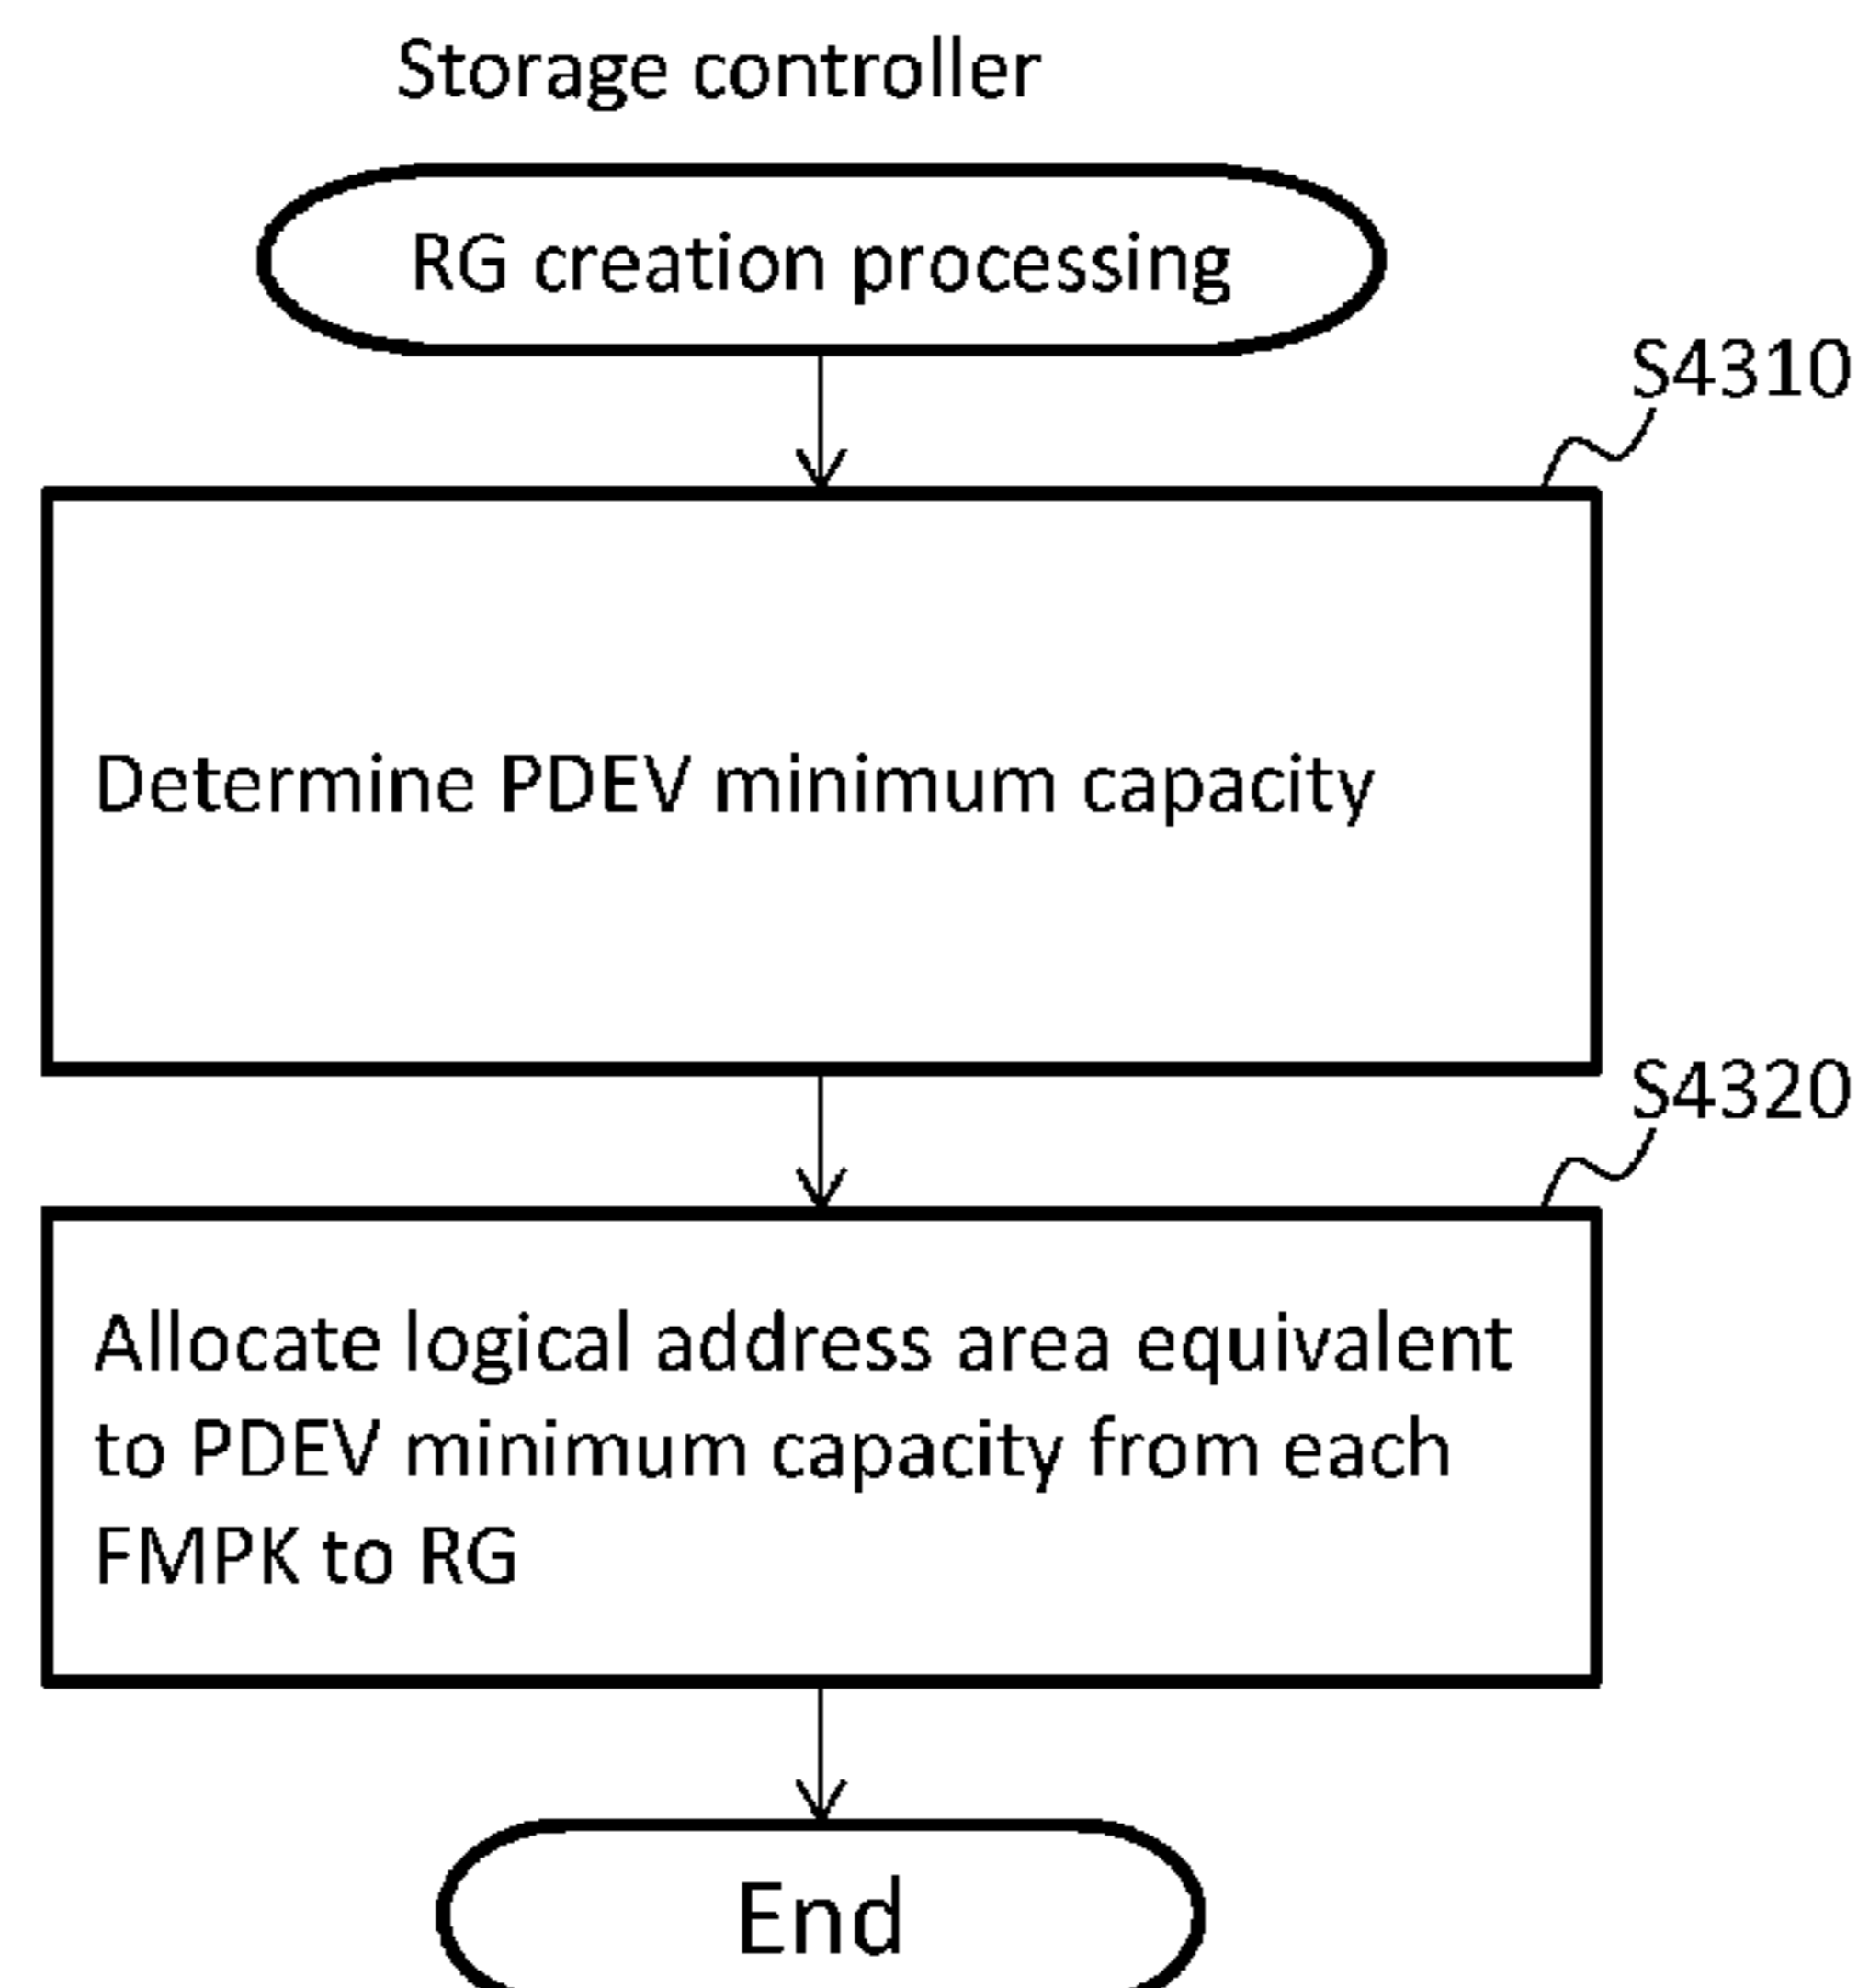 Storage controller
RG creation processing
S4310
Determine PDEV minimum capacity
S4320
Allocate logical address area equivalent
to PDEV minimum capacity from each
FMPK to RG
End